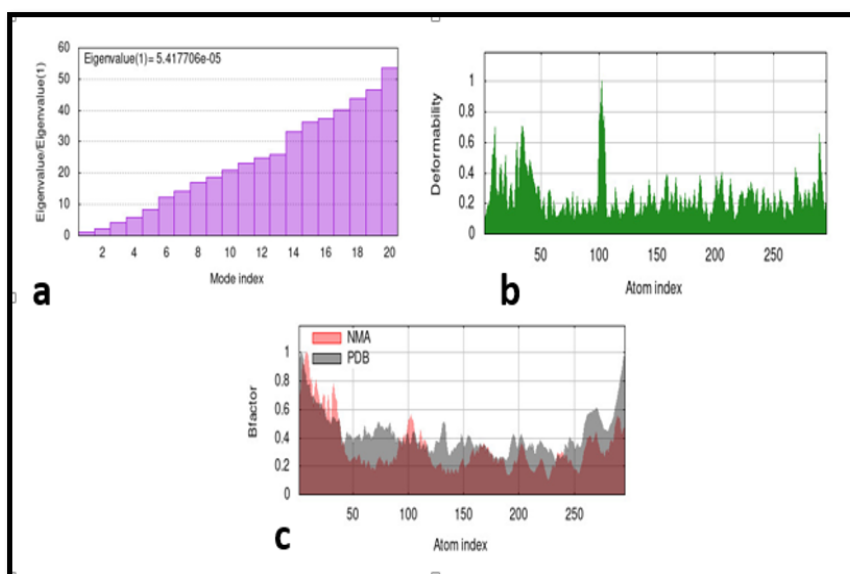 Eigenvalue(1)= 5.417706e-05
Eigenvalue/Eigenvalue(1)
60
50
40
30
20
10
0
2 4 6 8 10 12 14 16 18 20
Mode index
a
Deformability
1
0.8
0.6
0.4
0.2
0
50 100 150 200 250
Atom index
b
NMA
PDB
Bfactor
1
0.8
0.6
0.4
0.2
0
50 100 150 200 250
Atom index
c